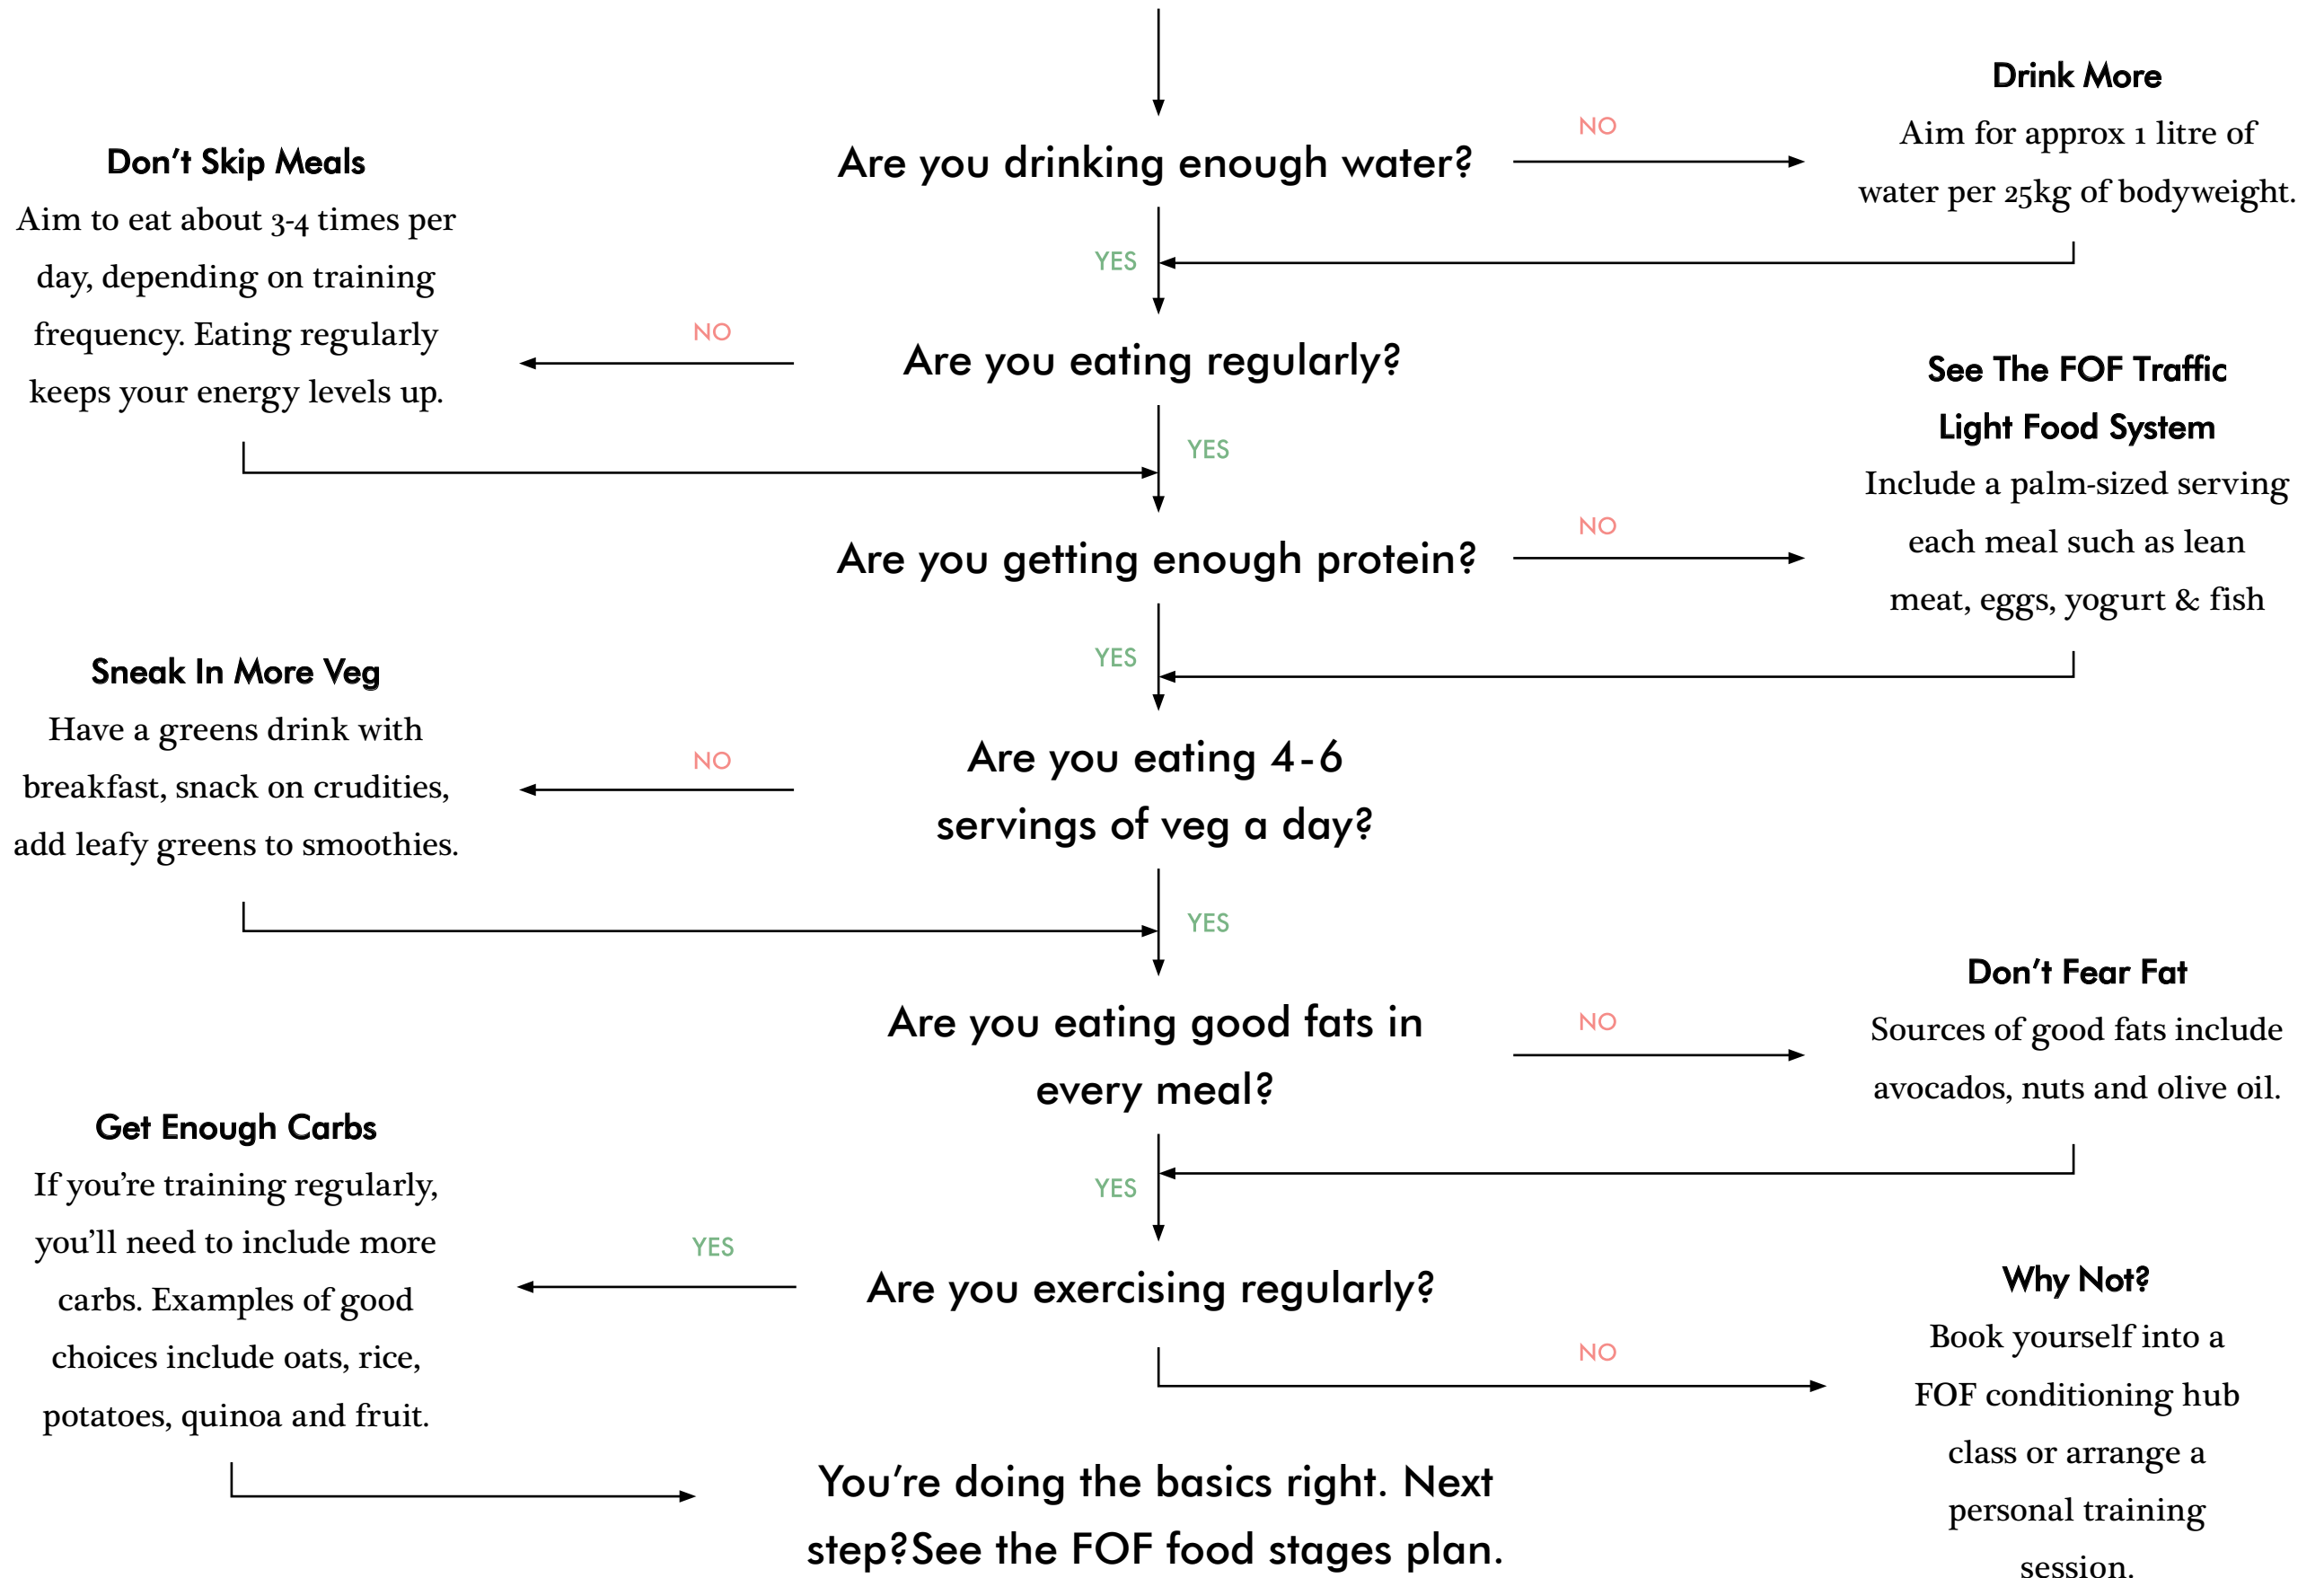 Drink More
Aim for approx 1 litre of
water per 25kg of bodyweight.
Are you drinking enough water?
NO
YES
Don't Skip Meals
Aim to eat about 3-4 times per
day, depending on training
frequency. Eating regularly
keeps your energy levels up.
NO
Are you eating regularly?
YES
See The FOF Traffic
Light Food System
Include a palm-sized serving
each meal such as lean
meat, eggs, yogurt & fish
Are you getting enough protein?
NO
YES
Sneak In More Veg
Have a greens drink with
breakfast, snack on crudities,
add leafy greens to smoothies.
NO
Are you eating 4-6
servings of veg a day?
YES
Don't Fear Fat
Sources of good fats include
avocados, nuts and olive oil.
Are you eating good fats in
every meal?
NO
YES
Get Enough Carbs
If you're training regularly,
you'll need to include more
carbs. Examples of good
choices include oats, rice,
potatoes, quinoa and fruit.
YES
Are you exercising regularly?
NO
Why Not?
Book yourself into a
FOF conditioning hub
class or arrange a
personal training
session.
You're doing the basics right. Next
step?See the FOF food stages plan.